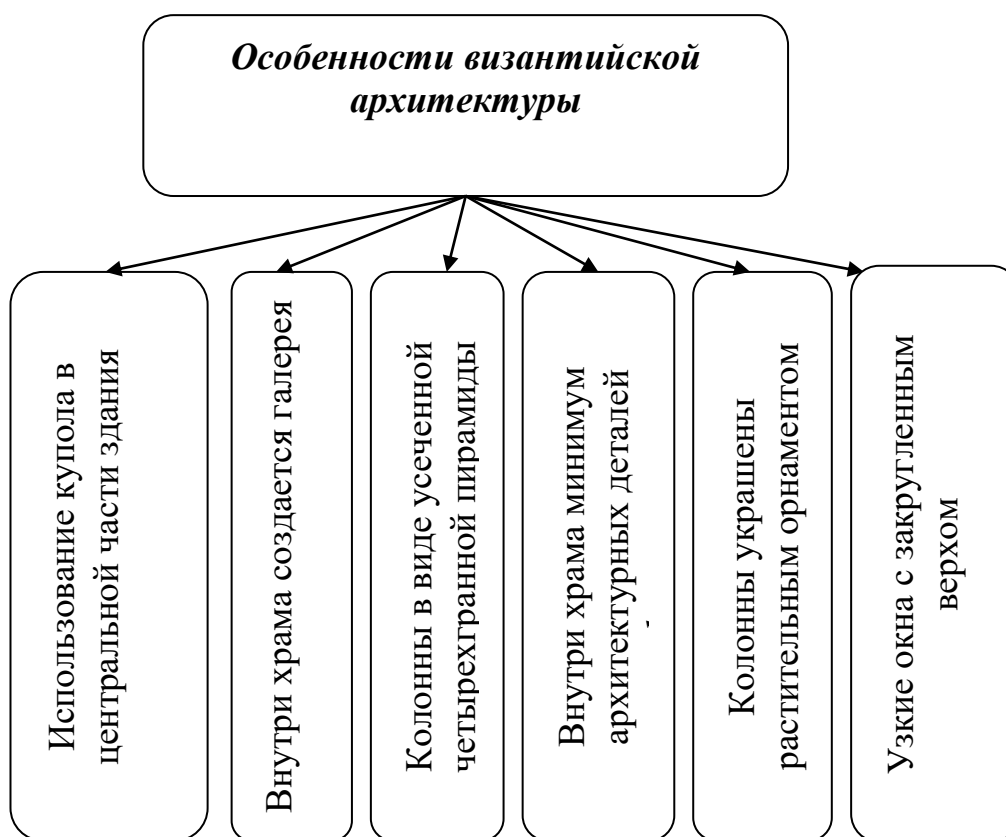 Особенности византийской
архитектуры
Использование купола в
центральной части здания
Внутри храма создается галерея
Колонны в виде усеченной
четырехгранной пирамиды
Внутри храма минимум
архитектурных деталей
Колонны украшены
растительным орнаментом
Узкие окна с закругленным
верхом